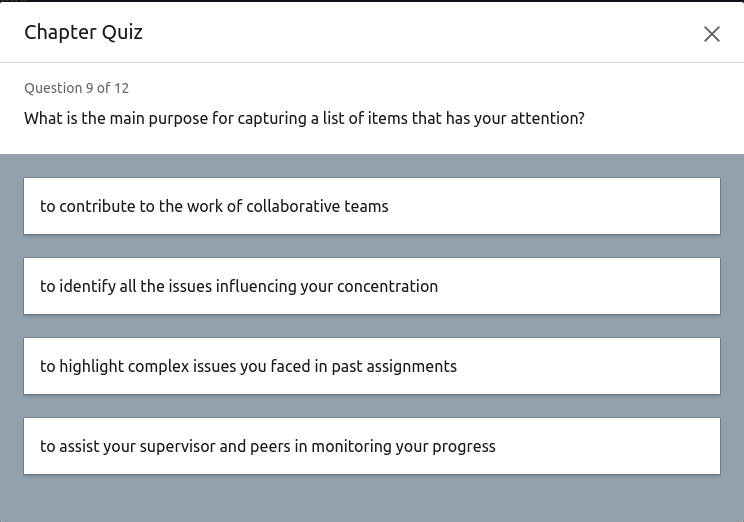 Chapter Quiz
Question 9 of 12
What is the main purpose for capturing a list of items that has your attention?
to contribute to the work of collaborative teams
to identify all the issues influencing your concentration
to highlight complex issues you faced in past assignments
to assist your supervisor and peers in monitoring your progress